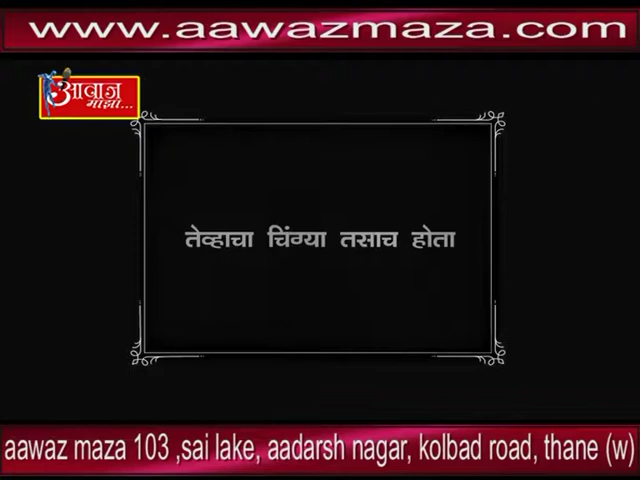 www.aawazmaza.com
आवाज
माझा...
तेव्हाचा चिंग्या तसाच होता
aawaz maza 103 ,sai lake, aadarsh nagar, kolbad road, thane (w)